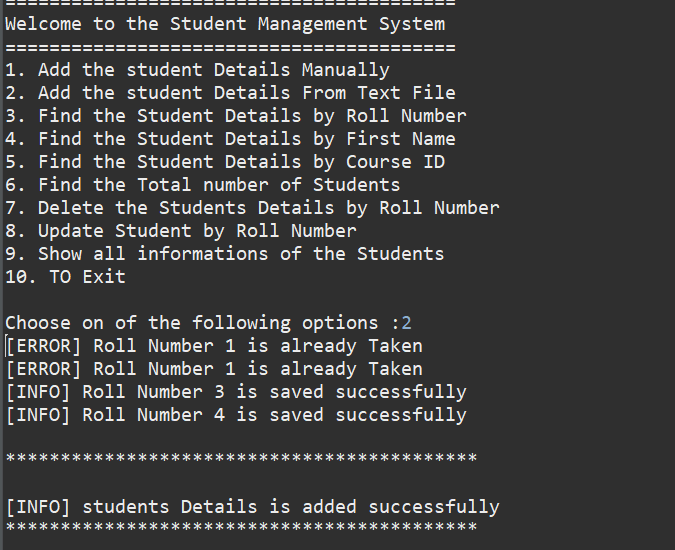 =========================================
Welcome to the Student Management System
=========================================
1. Add the student Details Manually
2. Add the student Details From Text File
3. Find the Student Details by Roll Number
4. Find the Student Details by First Name
5. Find the Student Details by Course ID
6. Find the Total number of Students
7. Delete the Students Details by Roll Number
8. Update Student by Roll Number
9. Show all informations of the Students
10. TO Exit
Choose on of the following options :2
[ERROR] Roll Number 1 is already Taken
[ERROR] Roll Number 1 is already Taken
[INFO] Roll Number 3 is saved successfully
[INFO] Roll Number 4 is saved successfully
*******************************************
[INFO] students Details is added successfully
*******************************************